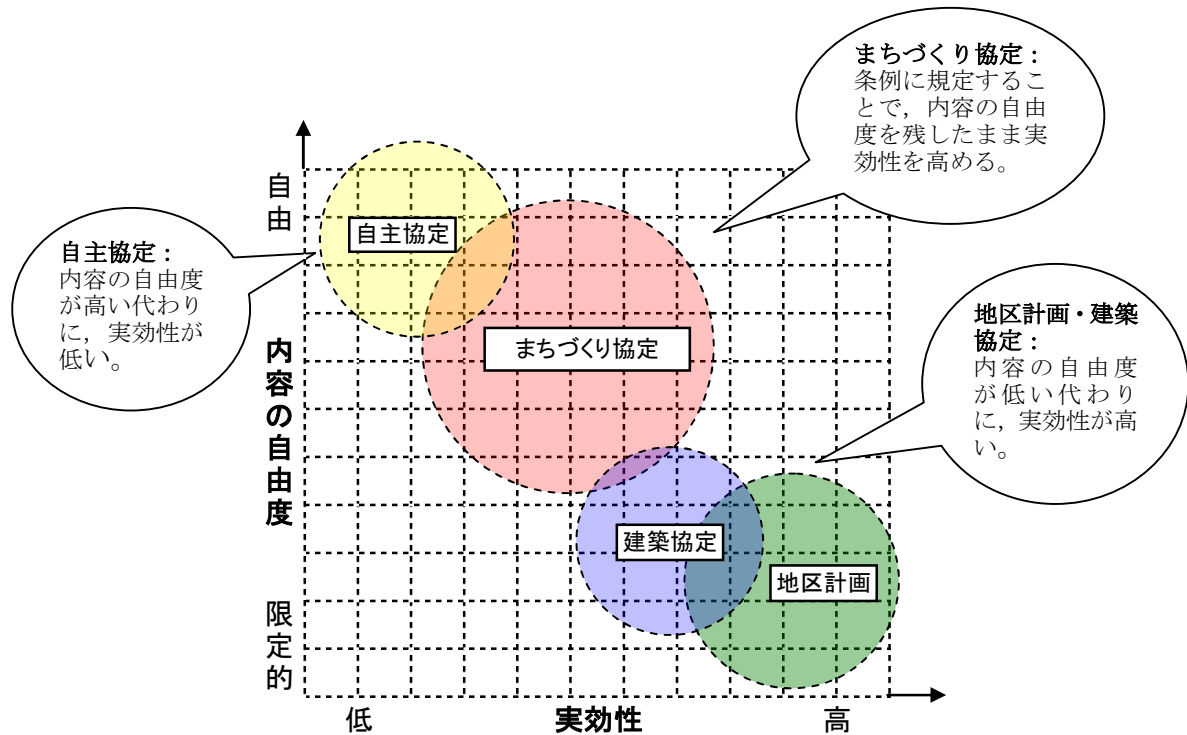 まちづくり協定：
条例に規定するこ
とで，内容の自由
度を残したまま実
効性を高める。
自由
自主協定
自主協定：
内容の自由度
が高い代わり
に，実効性が
低い。
まちづくり協定
地区計画・建築
協定：
内容の自由度
が低い代わり
に，実効性が高
い。
内容の自由度
建築協定
地区計画
限定的
低
実効性
高